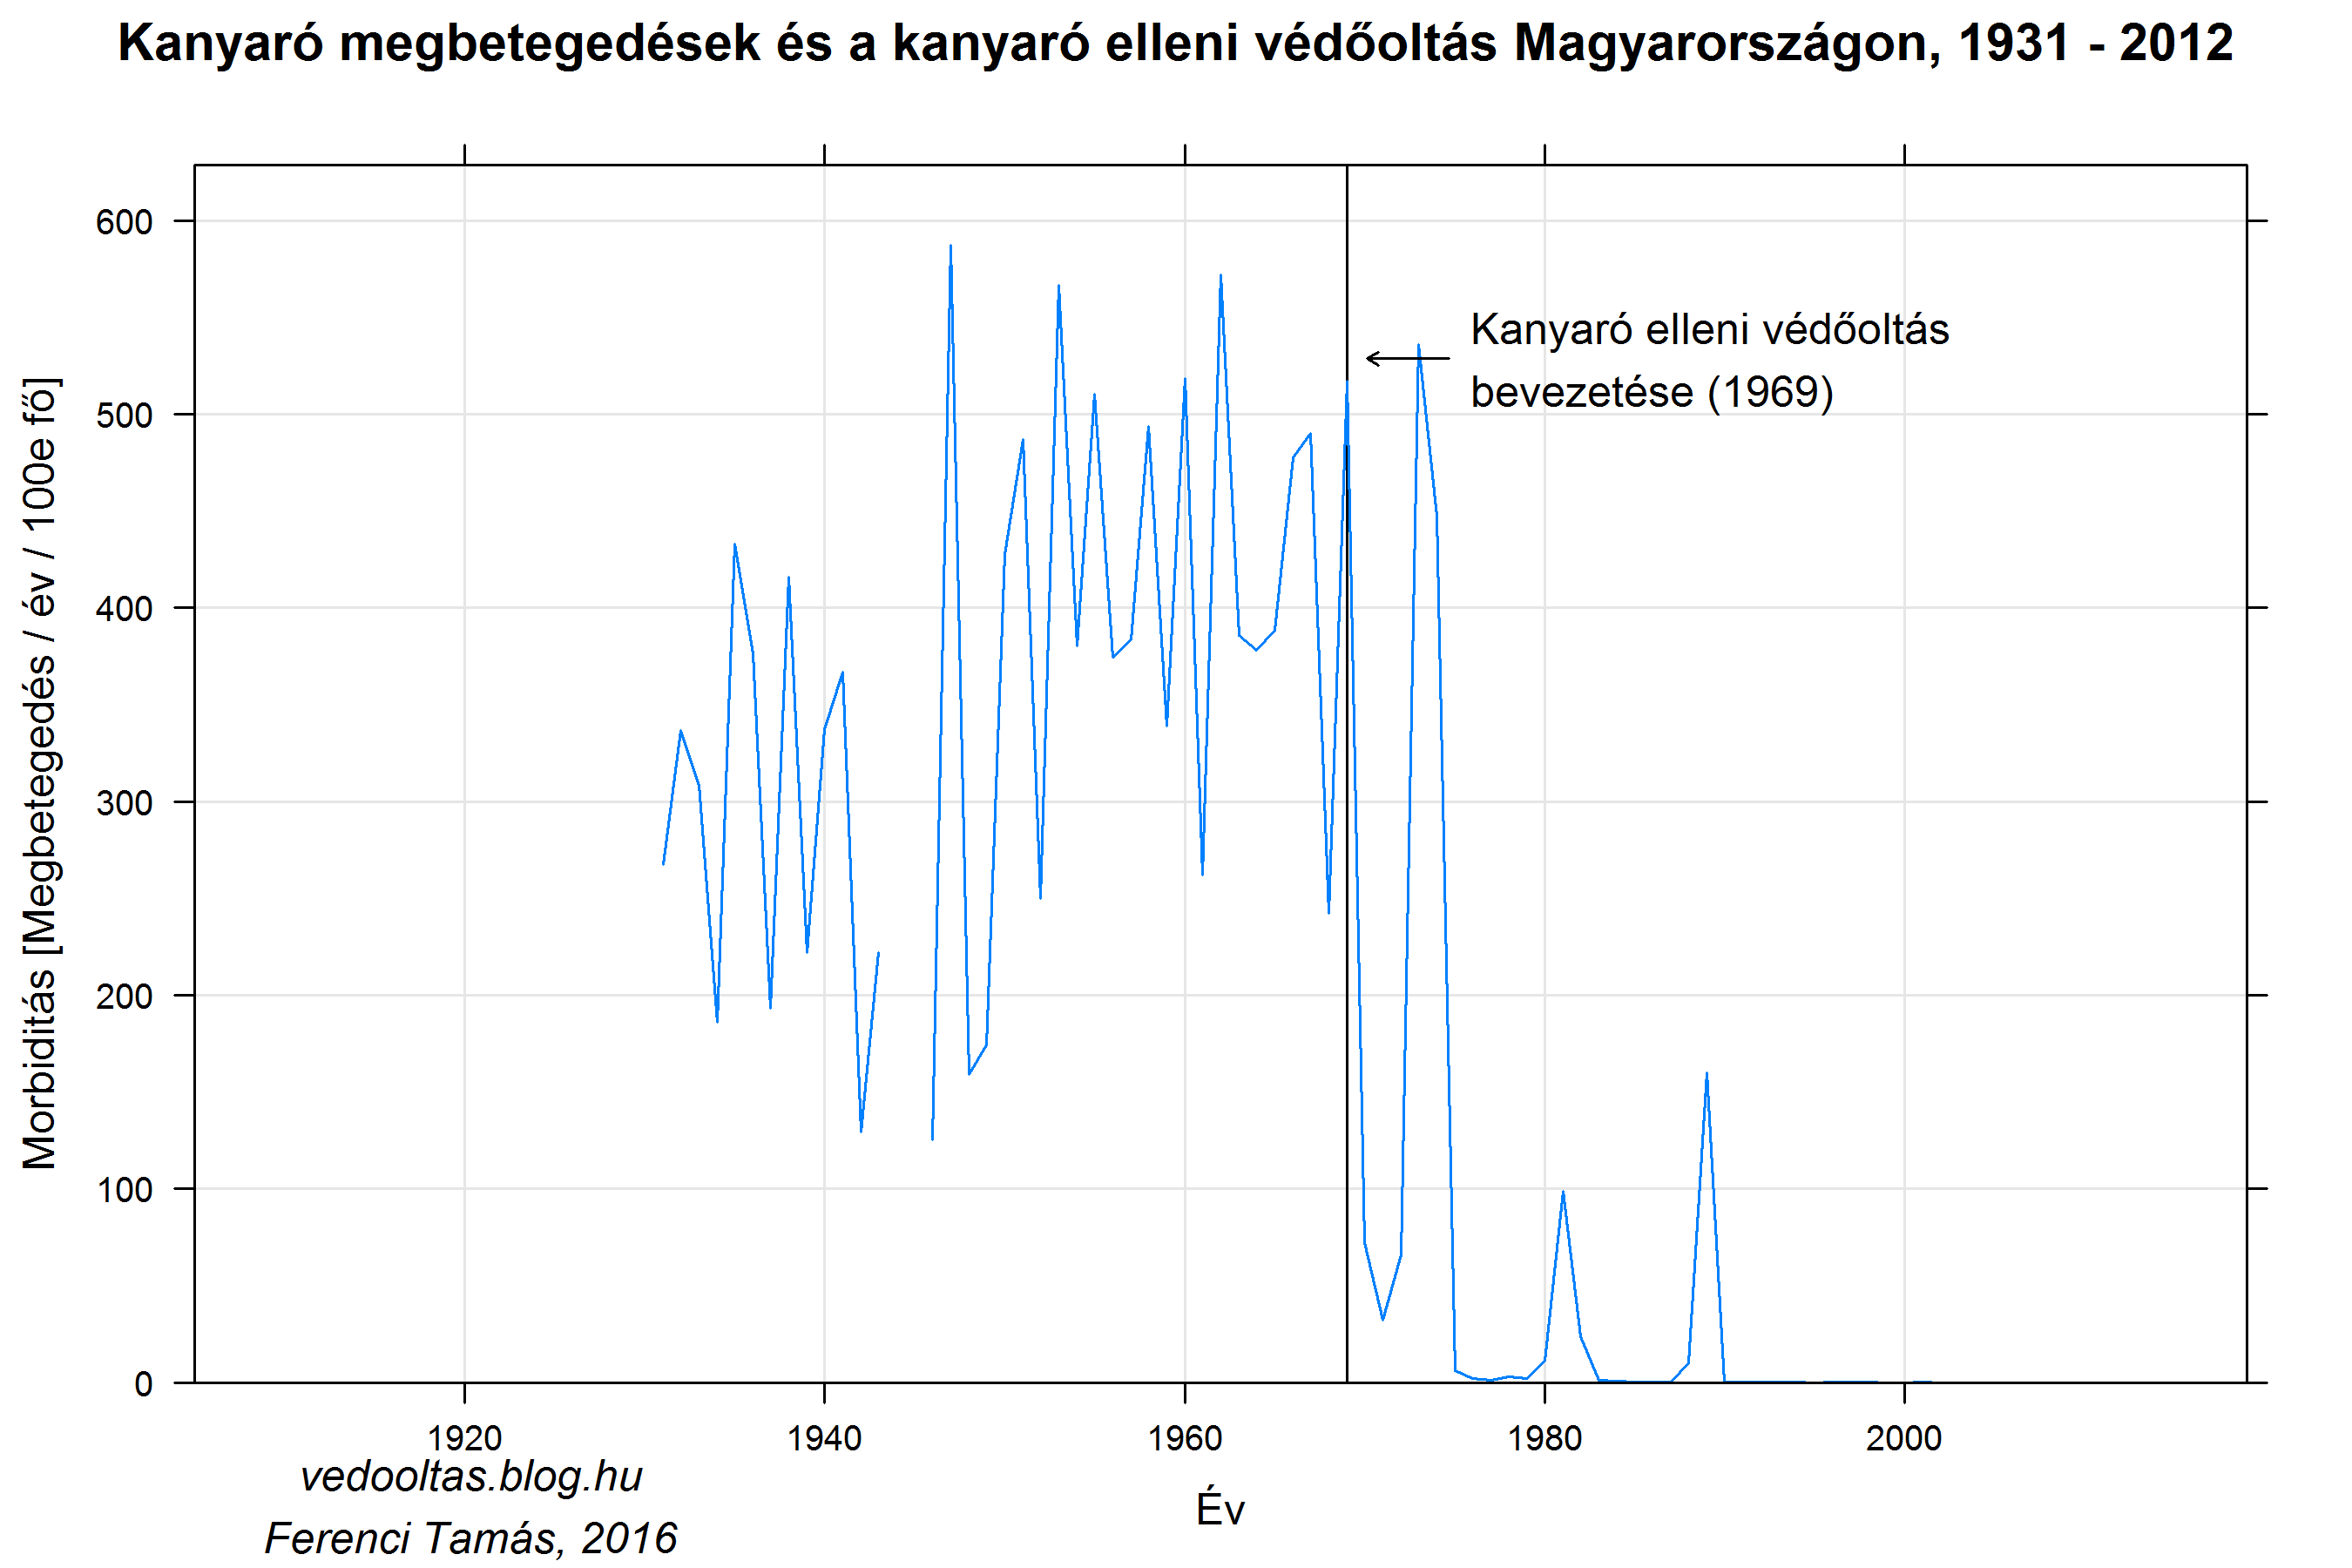 Kanyaró megbetegedések és a kanyaró elleni védőoltás Magyarországon, 1931 - 2012
Morbiditás [Megbetegedés / év / 100e fő]
600
500
400
300
200
100
0
Kanyaró elleni védőoltás
bevezetése (1969)
1920
1940
1960
1980
2000
Év
vedooltas.blog.hu
Ferenci Tamás, 2016